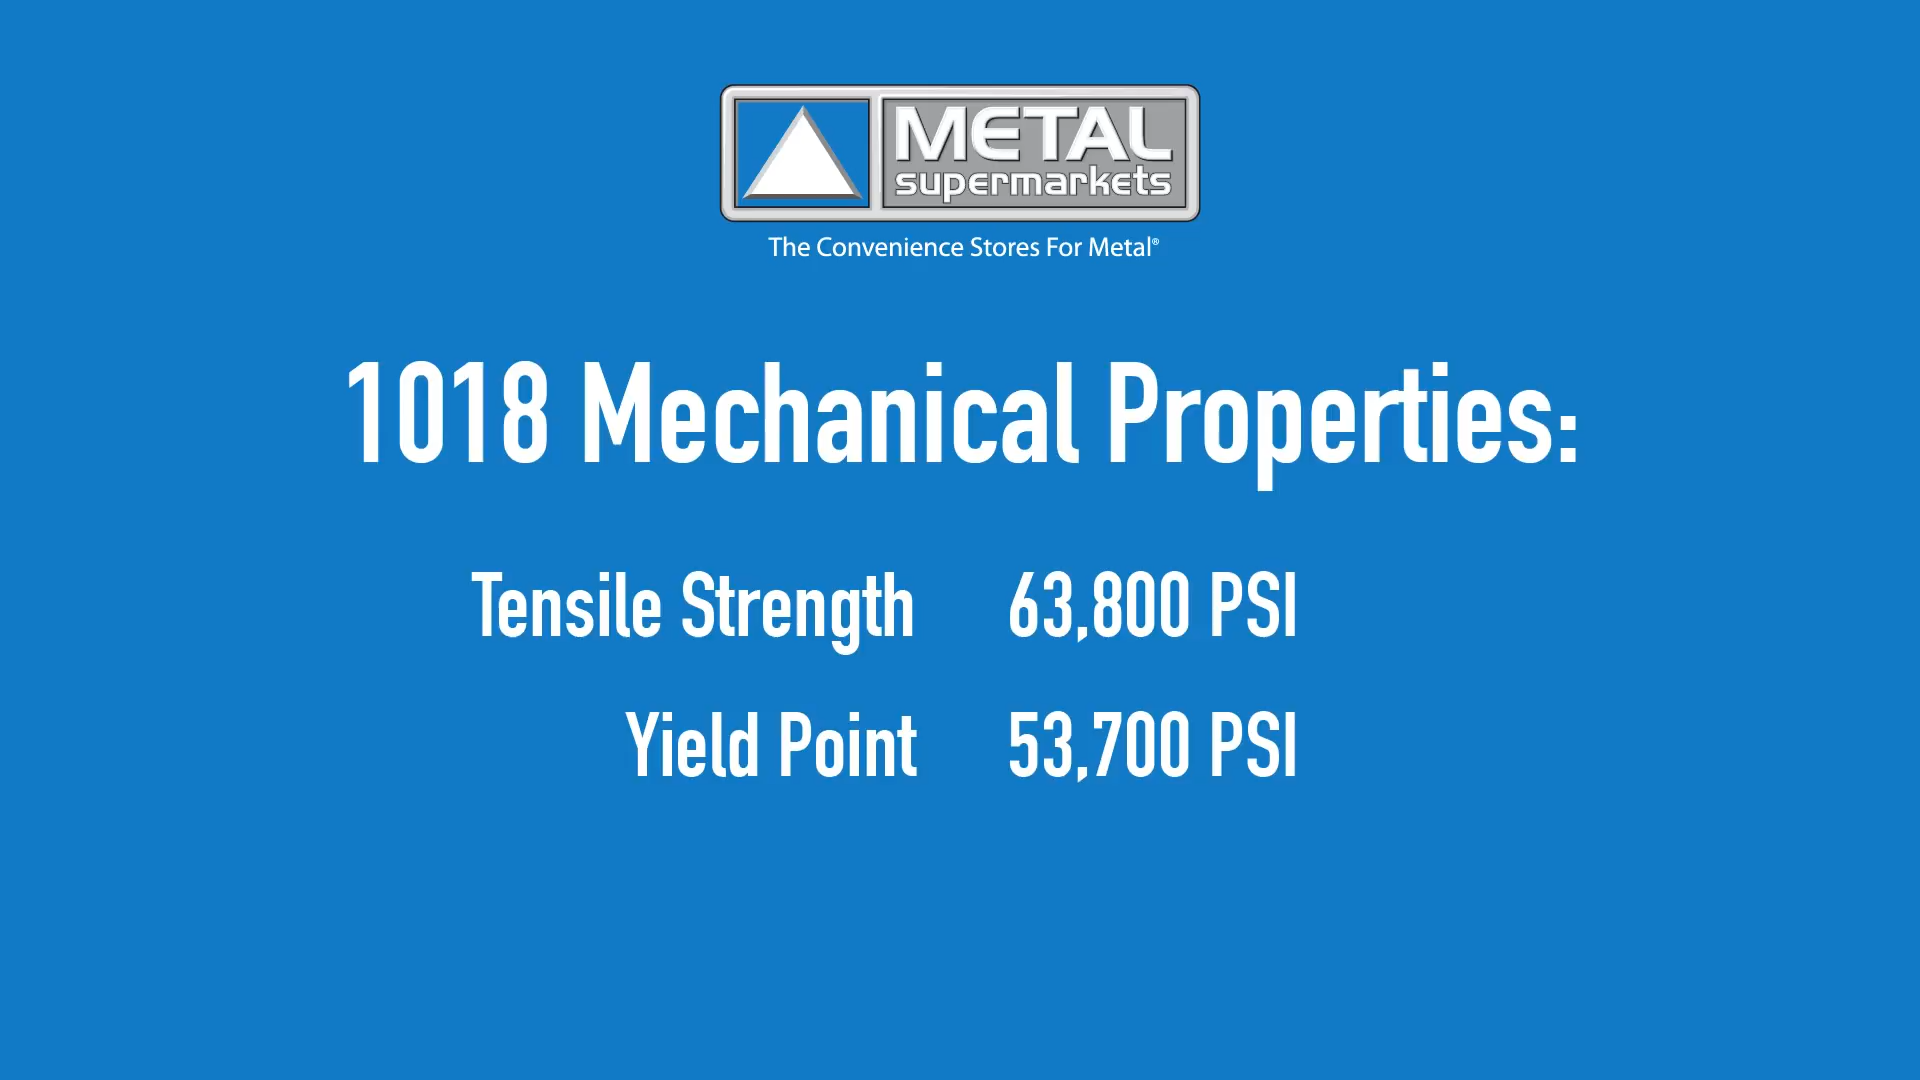 METAL
supermarkets
The Convenience Stores For Metal®
1018 Mechanical Properties:
Tensile Strength 63,800 PSI
Yield Point 53,700 PSI